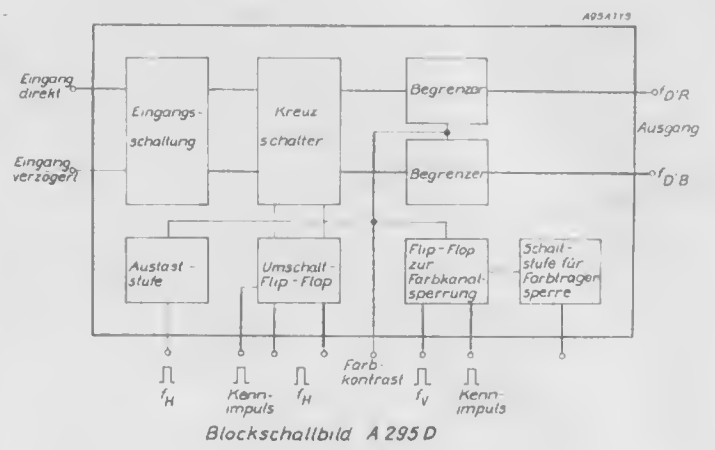 A95A119
Eingang
direkt
Eingang
verzögert
Eingangs-
schaltung
Kreuz
schalter
Begrenzer
Begrenzer
f D'R
Ausgang
f D'B
Austast-
stufe
Umschalt-
Flip-Flop
Flip-Flop
zur
Farbkanal
sperrung
Schalt-
stufe für
Farbträger
sperre
f H
Kenn-
impuls
f H
Farb-
kontrast
f V
Kenn-
impuls
Blockschaltbild A 295 D